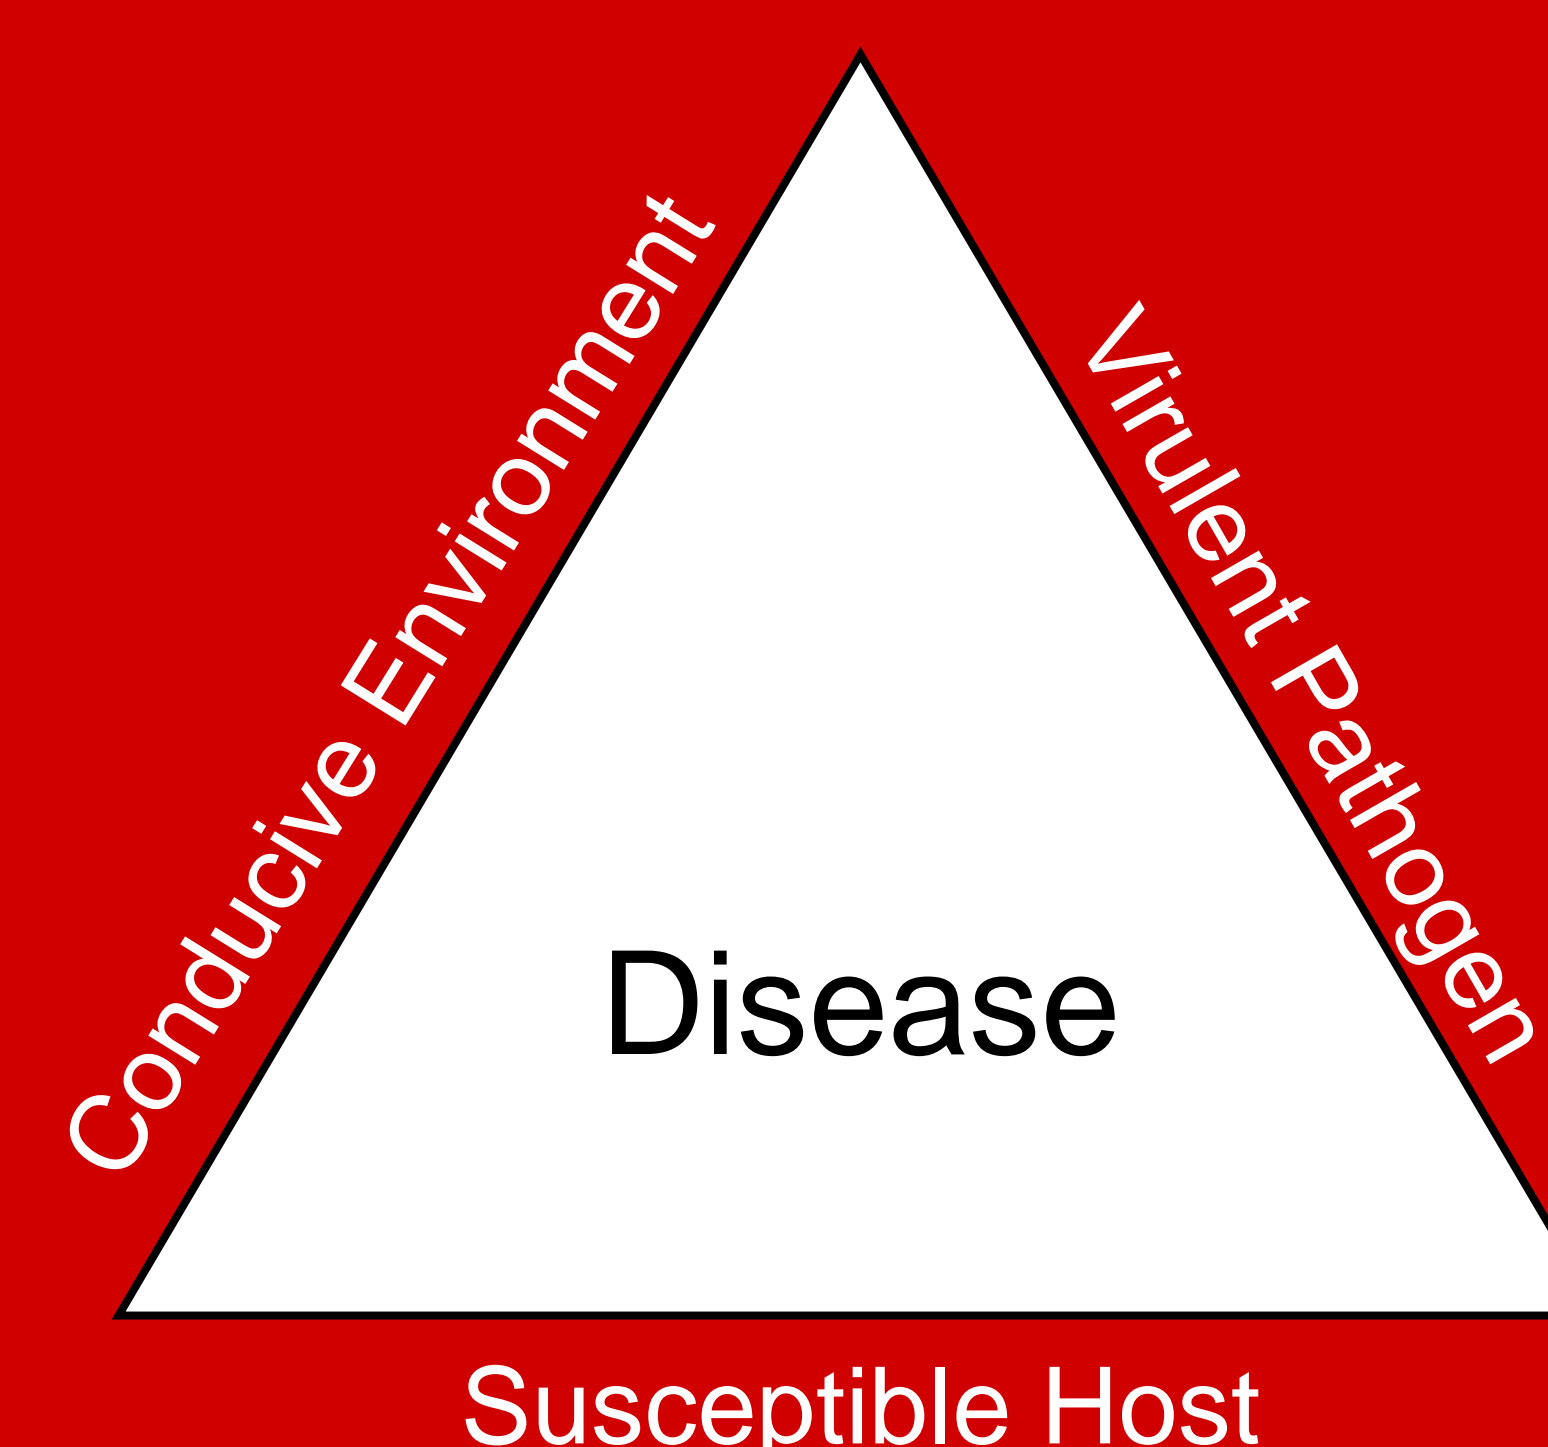 Conducive Environment
Virulent Pathogen
Disease
Susceptible Host